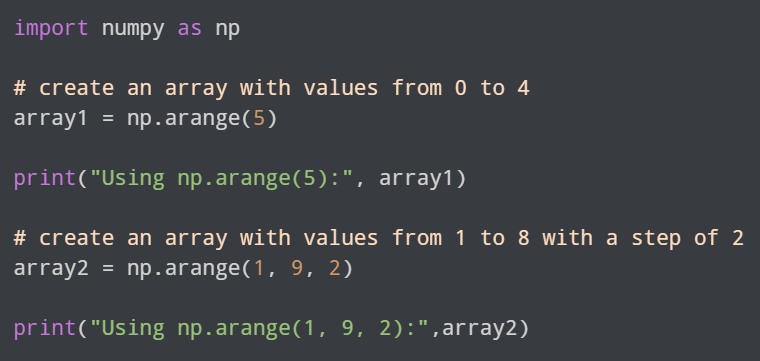 import numpy as np
# create an array with values from 0 to 4
array1 = np.arange(5)
print("Using np.arange(5):", array1)
# create an array with values from 1 to 8 with a step of 2
array2 = np.arange(1, 9, 2)
print("Using np.arange(1, 9, 2):",array2)